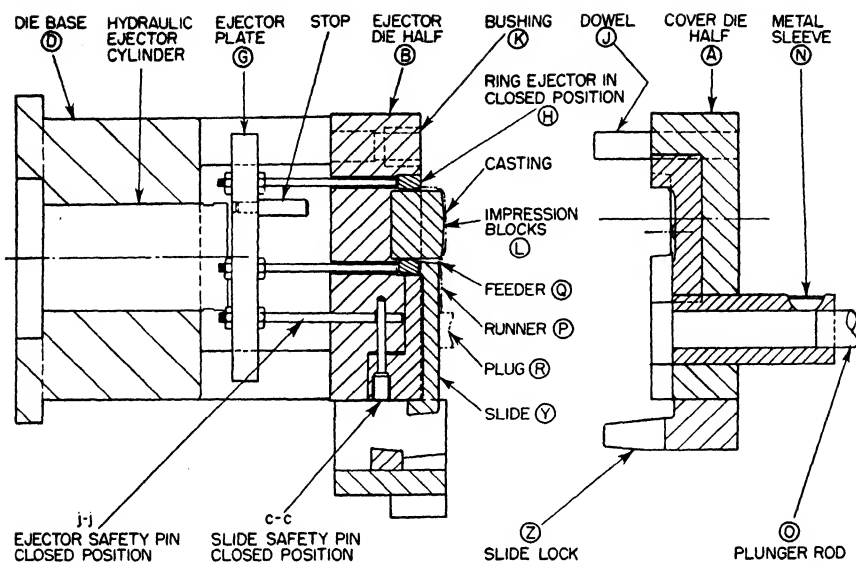 DIE BASE
D
HYDRAULIC
EJECTOR
CYLINDER
EJECTOR
PLATE
G
STOP
EJECTOR
DIE HALF
B
BUSHING
K
DOWEL
J
COVER DIE
HALF
A
METAL
SLEEVE
N
RING EJECTOR IN
CLOSED POSITION
H
CASTING
IMPRESSION
BLOCKS
L
FEEDER Q
RUNNER P
PLUG R
SLIDE Y
j-j
EJECTOR SAFETY PIN
CLOSED POSITION
c-c
SLIDE SAFETY PIN
CLOSED POSITION
Z
SLIDE LOCK
O
PLUNGER ROD